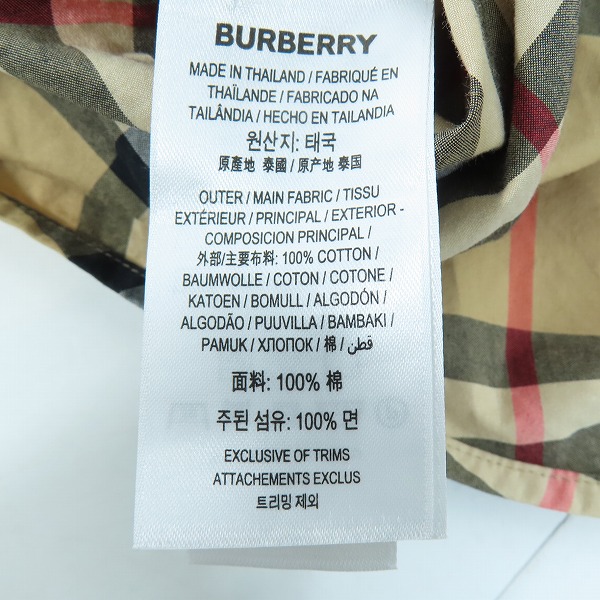 BURBERRY
MADE IN THAILAND / FABRIQUÉ EN
THAÏLANDE / FABRICADO NA
TAILÂNDIA / HECHO EN TAILANDIA
원산지: 태국
原產地 泰國 / 原产地 泰国
OUTER / MAIN FABRIC / TISSU
EXTÉRIEUR / PRINCIPAL / EXTERIOR -
COMPOSICION PRINCIPAL /
外部/主要布料: 100% COTTON /
BAUMWOLLE / COTON / COTONE /
KATOEN / BOMULL / ALGODÓN /
ALGODÃO / PUUVILLA / BAMBAKI /
PAMUK / ХЛОПОК / 棉 / قطن /
面料: 100% 棉
주된 섬유: 100% 면
EXCLUSIVE OF TRIMS
ATTACHEMENTS EXCLUS
트리밍 제외